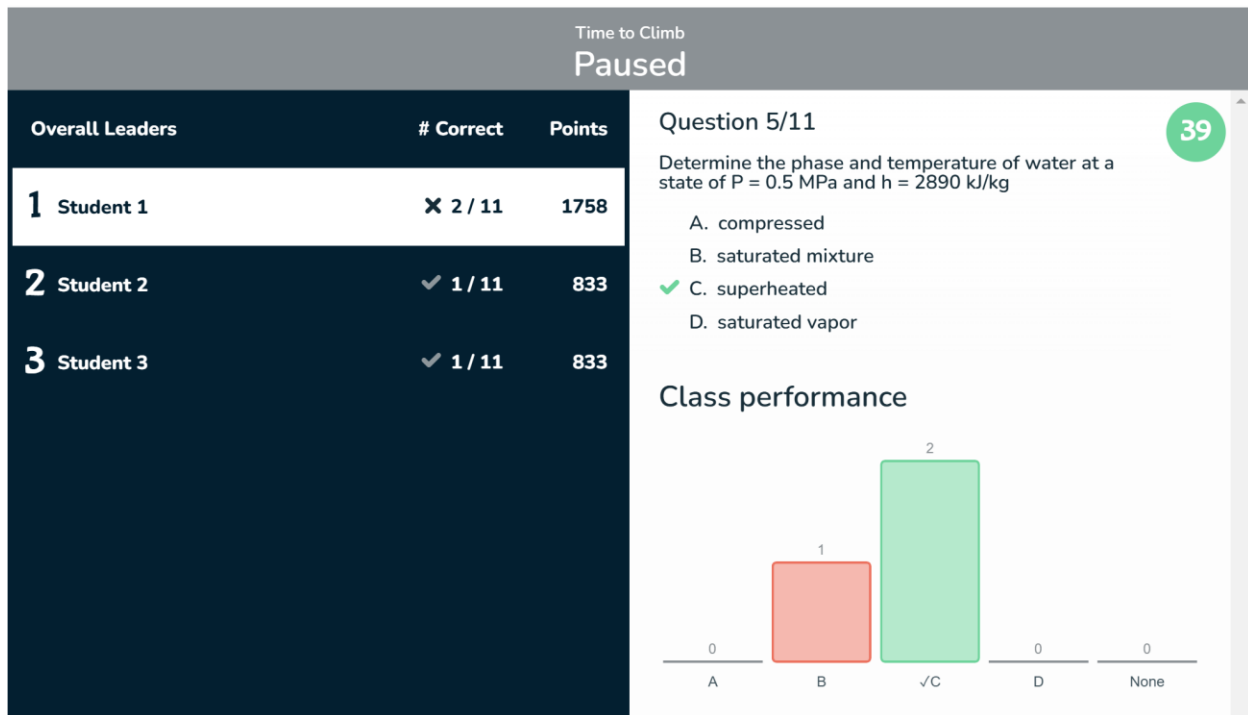 Time to Climb
Paused
Overall Leaders # Correct Points
1 Student 1 ✕ 2 / 11 1758
2 Student 2 ✓ 1 / 11 833
3 Student 3 ✓ 1 / 11 833
Question 5/11
39
Determine the phase and temperature of water at a
state of P = 0.5 MPa and h = 2890 kJ/kg
A. compressed
B. saturated mixture
✓ C. superheated
D. saturated vapor
Class performance
0 1 2 0 0
A B ✓C D None